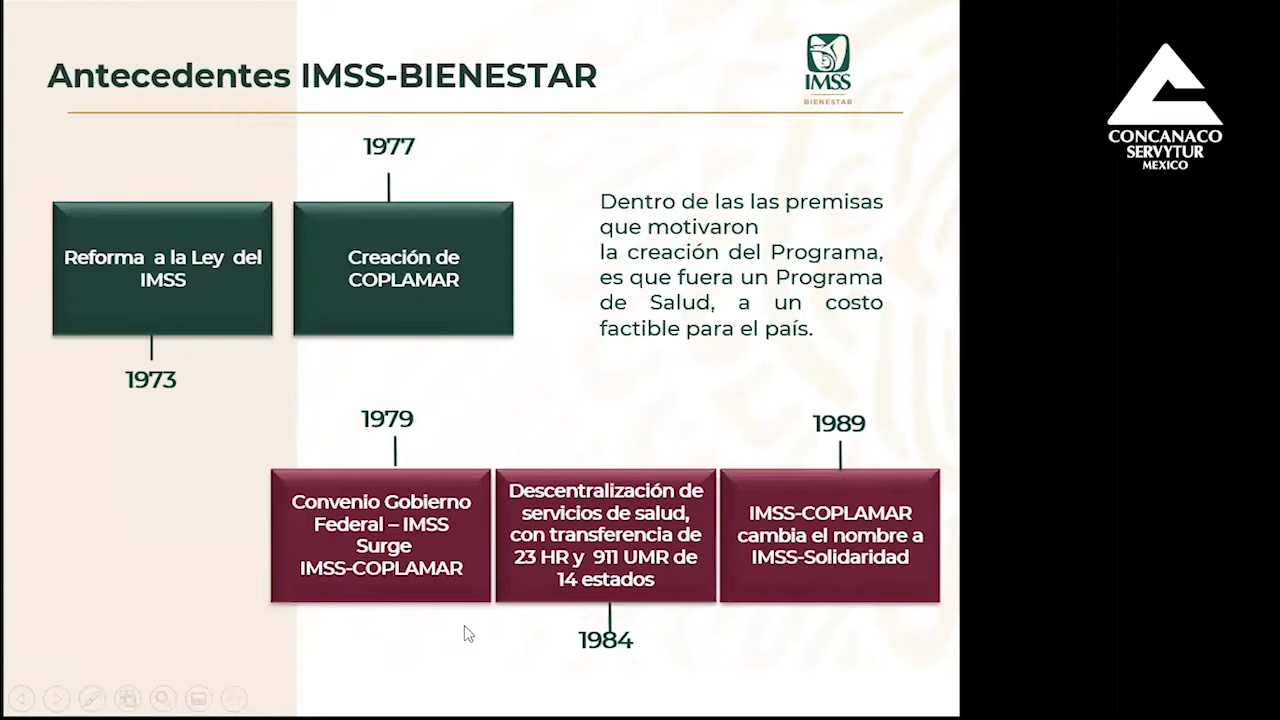 Antecedentes IMSS-BIENESTAR
IMSS
BIENESTAR
CONCANACO
SERVYTUR
MEXICO
1977
Reforma a la Ley del
IMSS
Creación de
COPLAMAR
1973
Dentro de las las premisas
que motivaron
la creación del Programa,
es que fuera un Programa
de Salud, a un costo
factible para el país.
1979
1989
Convenio Gobierno
Federal – IMSS
Surge
IMSS-COPLAMAR
Descentralización de
servicios de salud,
con transferencia de
23 HR y 911 UMR de
14 estados
IMSS-COPLAMAR
cambia el nombre a
IMSS-Solidaridad
1984